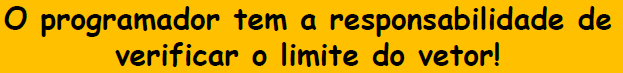 O programador tem a responsabilidade de
verificar o limite do vetor!